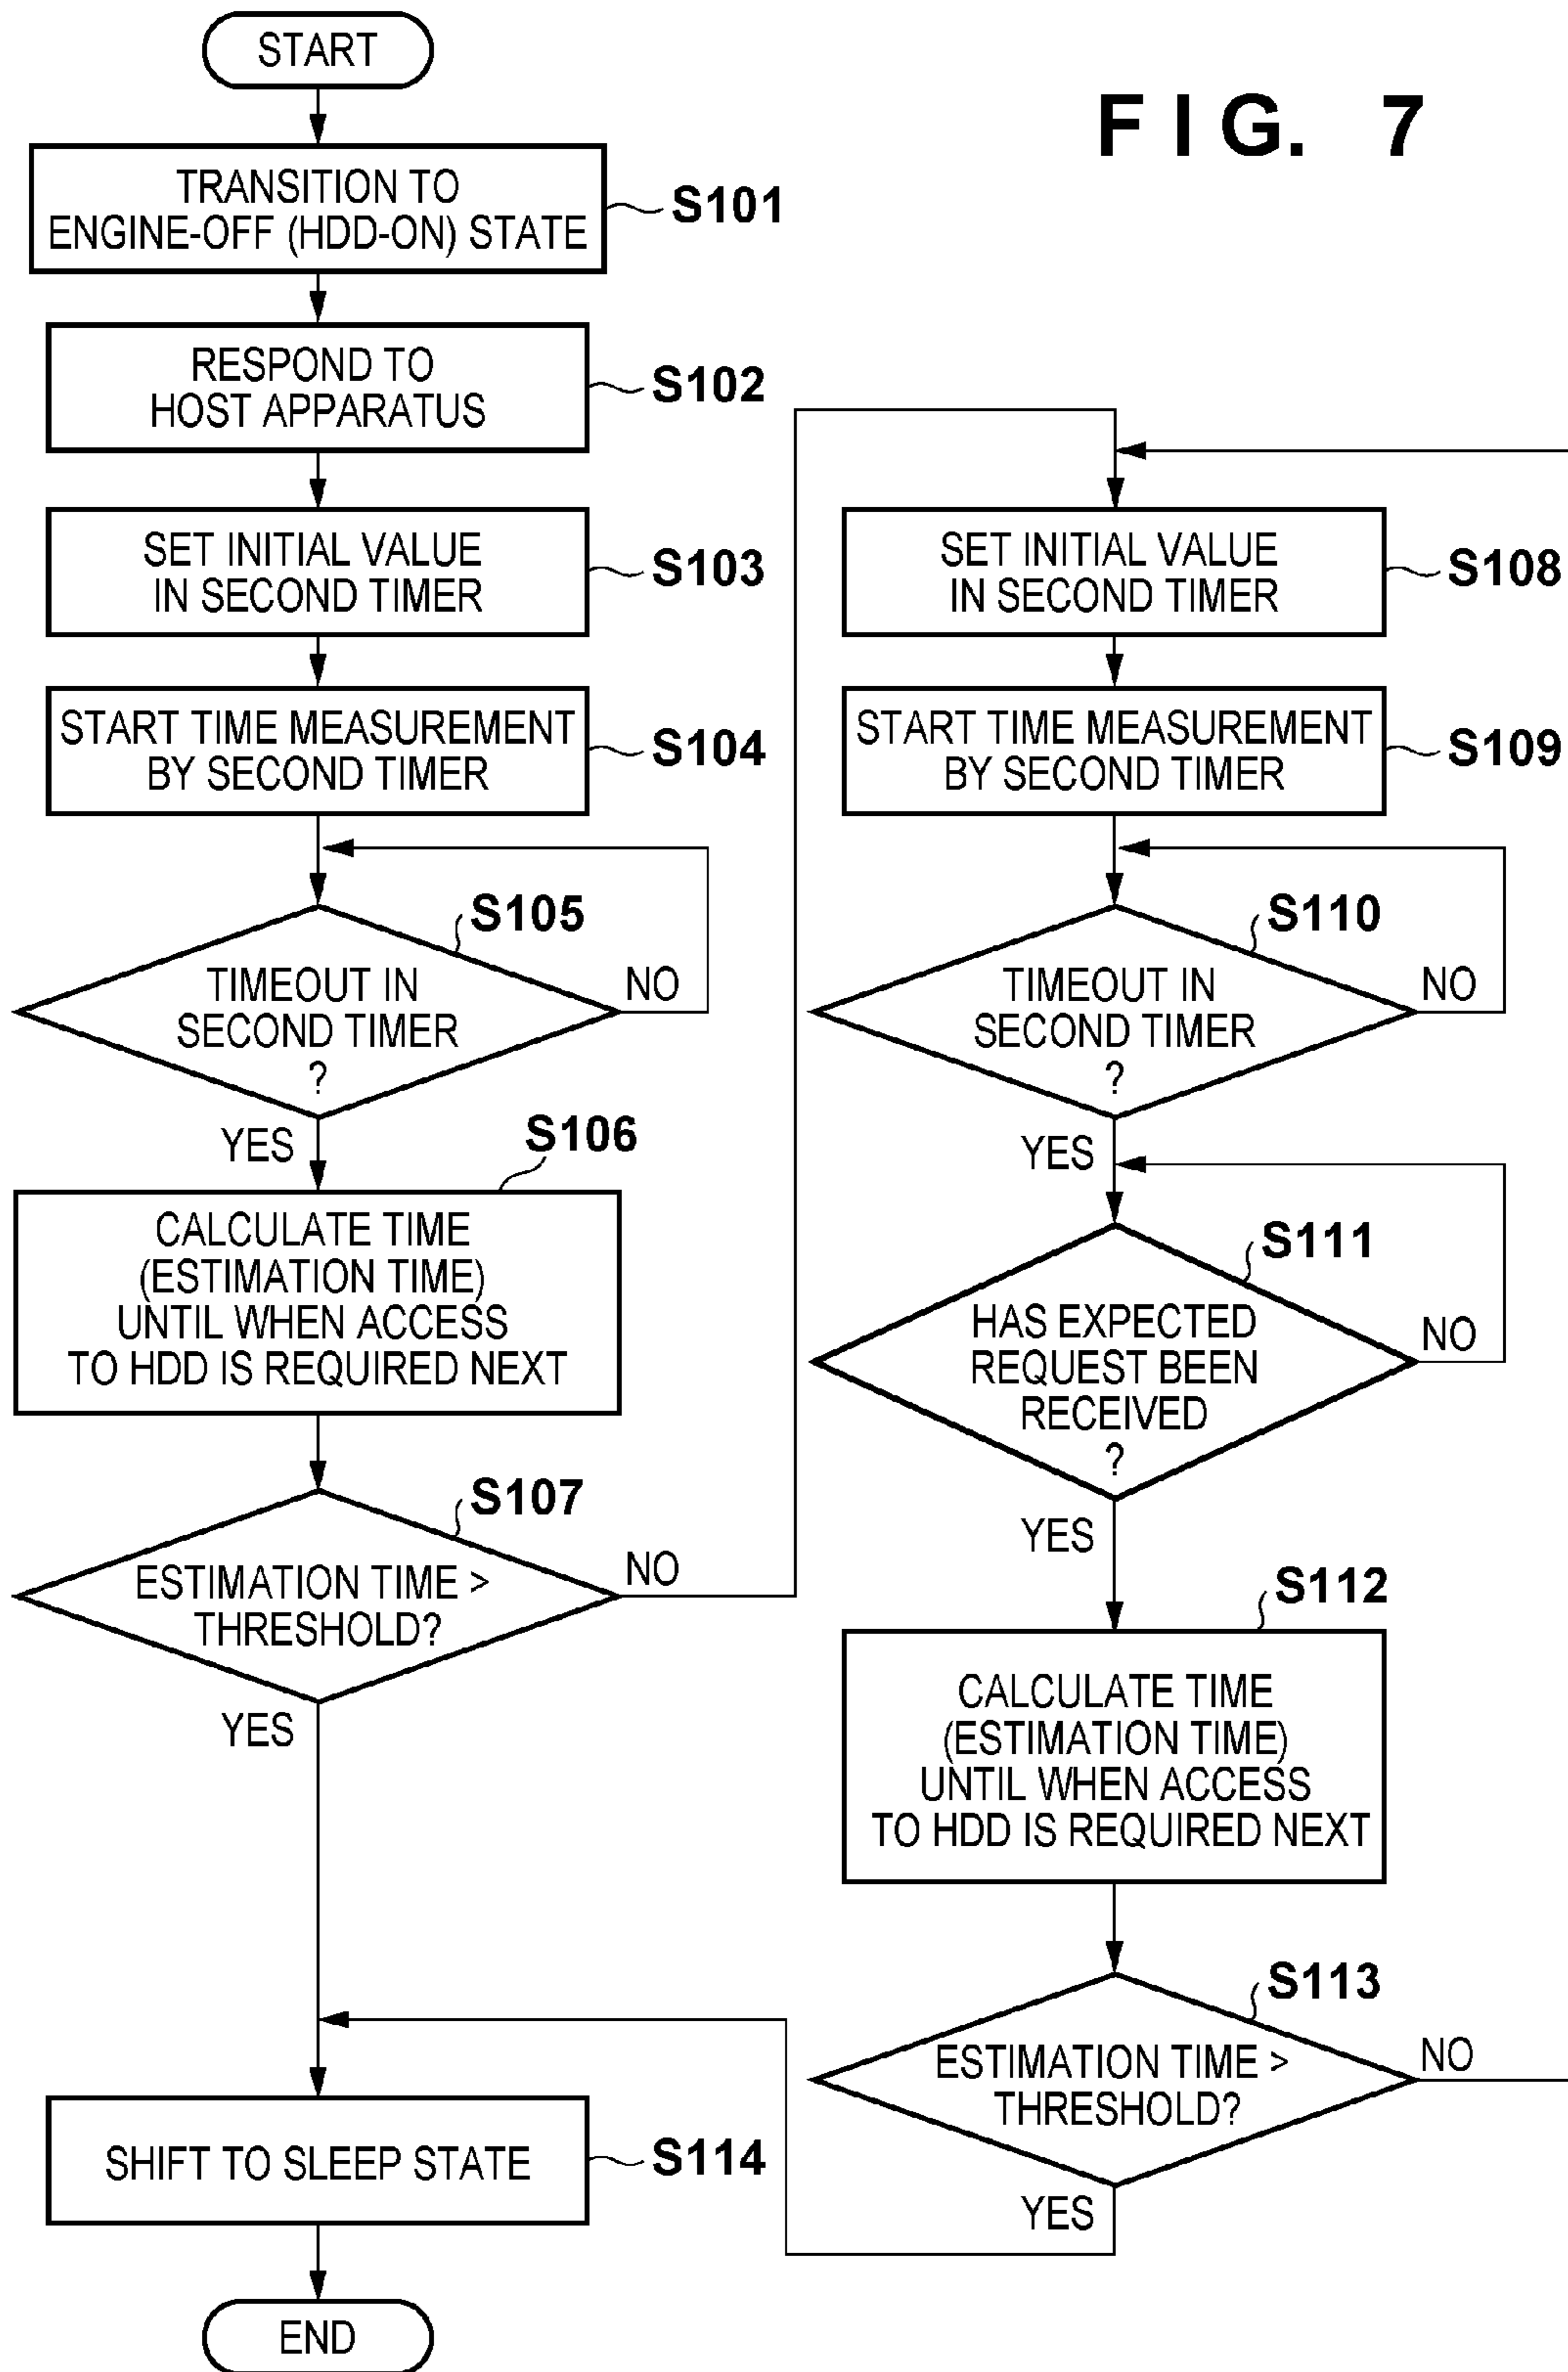 START
FIG. 7
TRANSITION TO
ENGINE-OFF (HDD-ON) STATE
S101
RESPOND TO
HOST APPARATUS
S102
SET INITIAL VALUE
IN SECOND TIMER
S103
START TIME MEASUREMENT
BY SECOND TIMER
S104
S105
TIMEOUT IN
SECOND TIMER
?
NO
YES
S106
CALCULATE TIME
(ESTIMATION TIME)
UNTIL WHEN ACCESS
TO HDD IS REQUIRED NEXT
S107
ESTIMATION TIME >
THRESHOLD?
NO
YES
SET INITIAL VALUE
IN SECOND TIMER
S108
START TIME MEASUREMENT
BY SECOND TIMER
S109
S110
TIMEOUT IN
SECOND TIMER
?
NO
YES
S111
HAS EXPECTED
REQUEST BEEN
RECEIVED
?
NO
YES
S112
CALCULATE TIME
(ESTIMATION TIME)
UNTIL WHEN ACCESS
TO HDD IS REQUIRED NEXT
S113
ESTIMATION TIME >
THRESHOLD?
NO
YES
SHIFT TO SLEEP STATE
S114
END